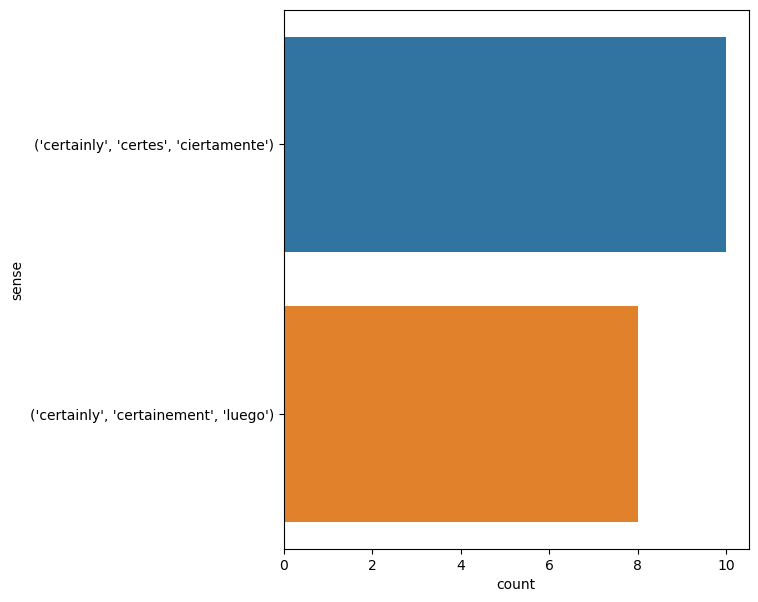 ('certainly', 'certes', 'ciertamente')
sense
('certainly', 'certainement', 'luego')
0 2 4 6 8 10
count